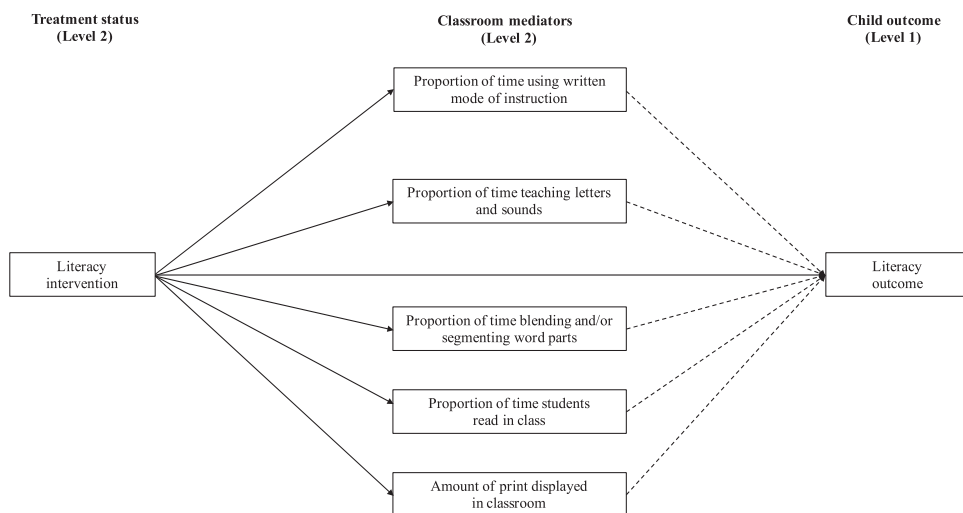 Treatment status
(Level 2)
Classroom mediators
(Level 2)
Child outcome
(Level 1)
Proportion of time using written
mode of instruction
Proportion of time teaching letters
and sounds
Literacy
intervention
Literacy
outcome
Proportion of time blending and/or
segmenting word parts
Proportion of time students
read in class
Amount of print displayed
in classroom